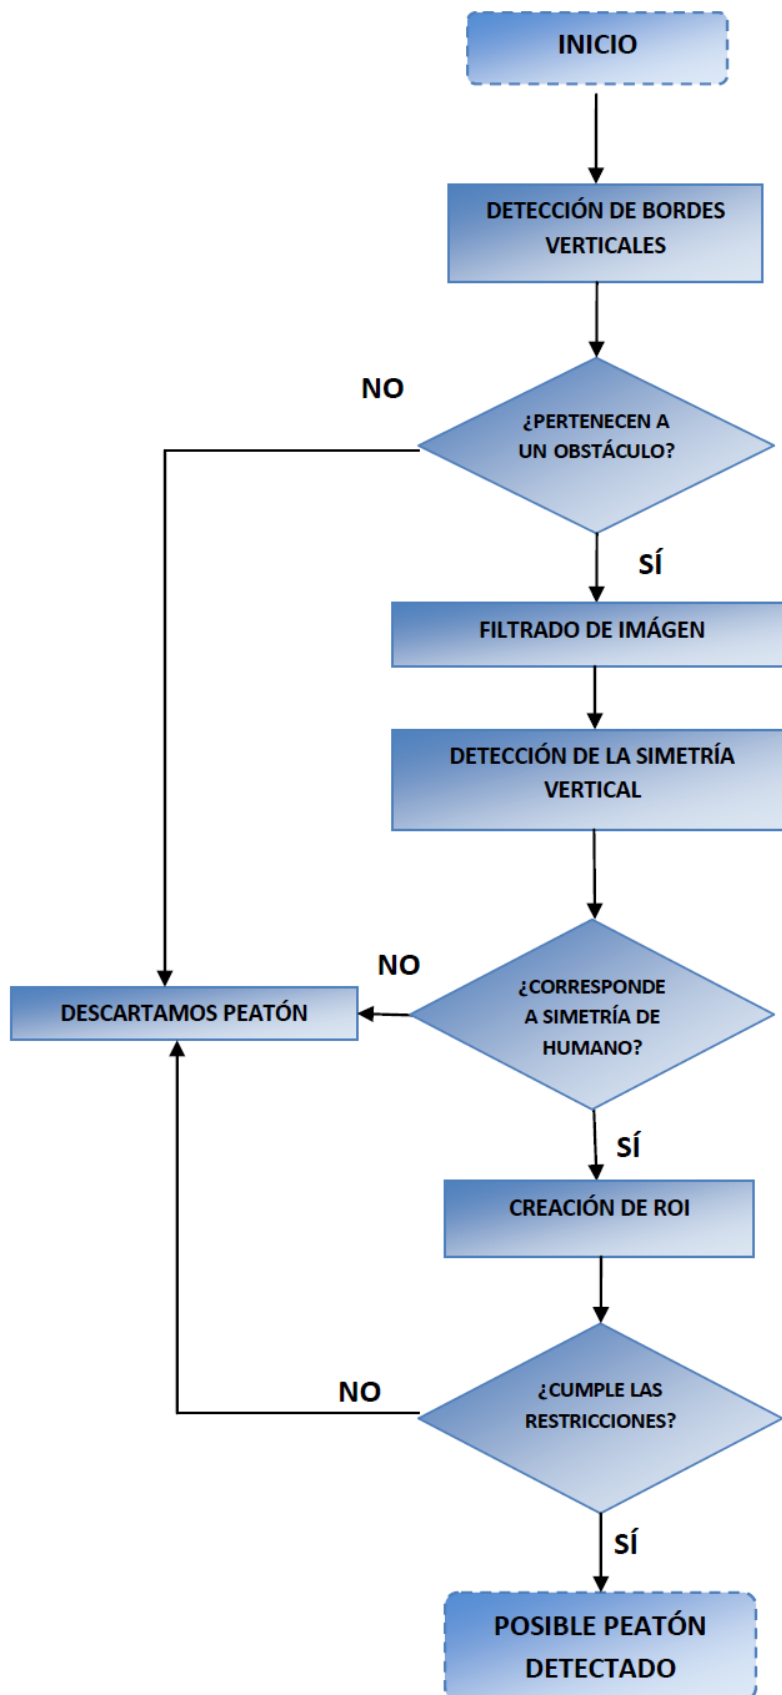 INICIO
DETECCIÓN DE BORDES
VERTICALES
NO
¿PERTENECEN A
UN OBSTÁCULO?
SÍ
FILTRADO DE IMÁGEN
DETECCIÓN DE LA SIMETRÍA
VERTICAL
NO
¿CORRESPONDE
A SIMETRÍA DE
HUMANO?
DESCARTAMOS PEATÓN
SÍ
CREACIÓN DE ROI
NO
¿CUMPLE LAS
RESTRICCIONES?
SÍ
POSIBLE PEATÓN
DETECTADO